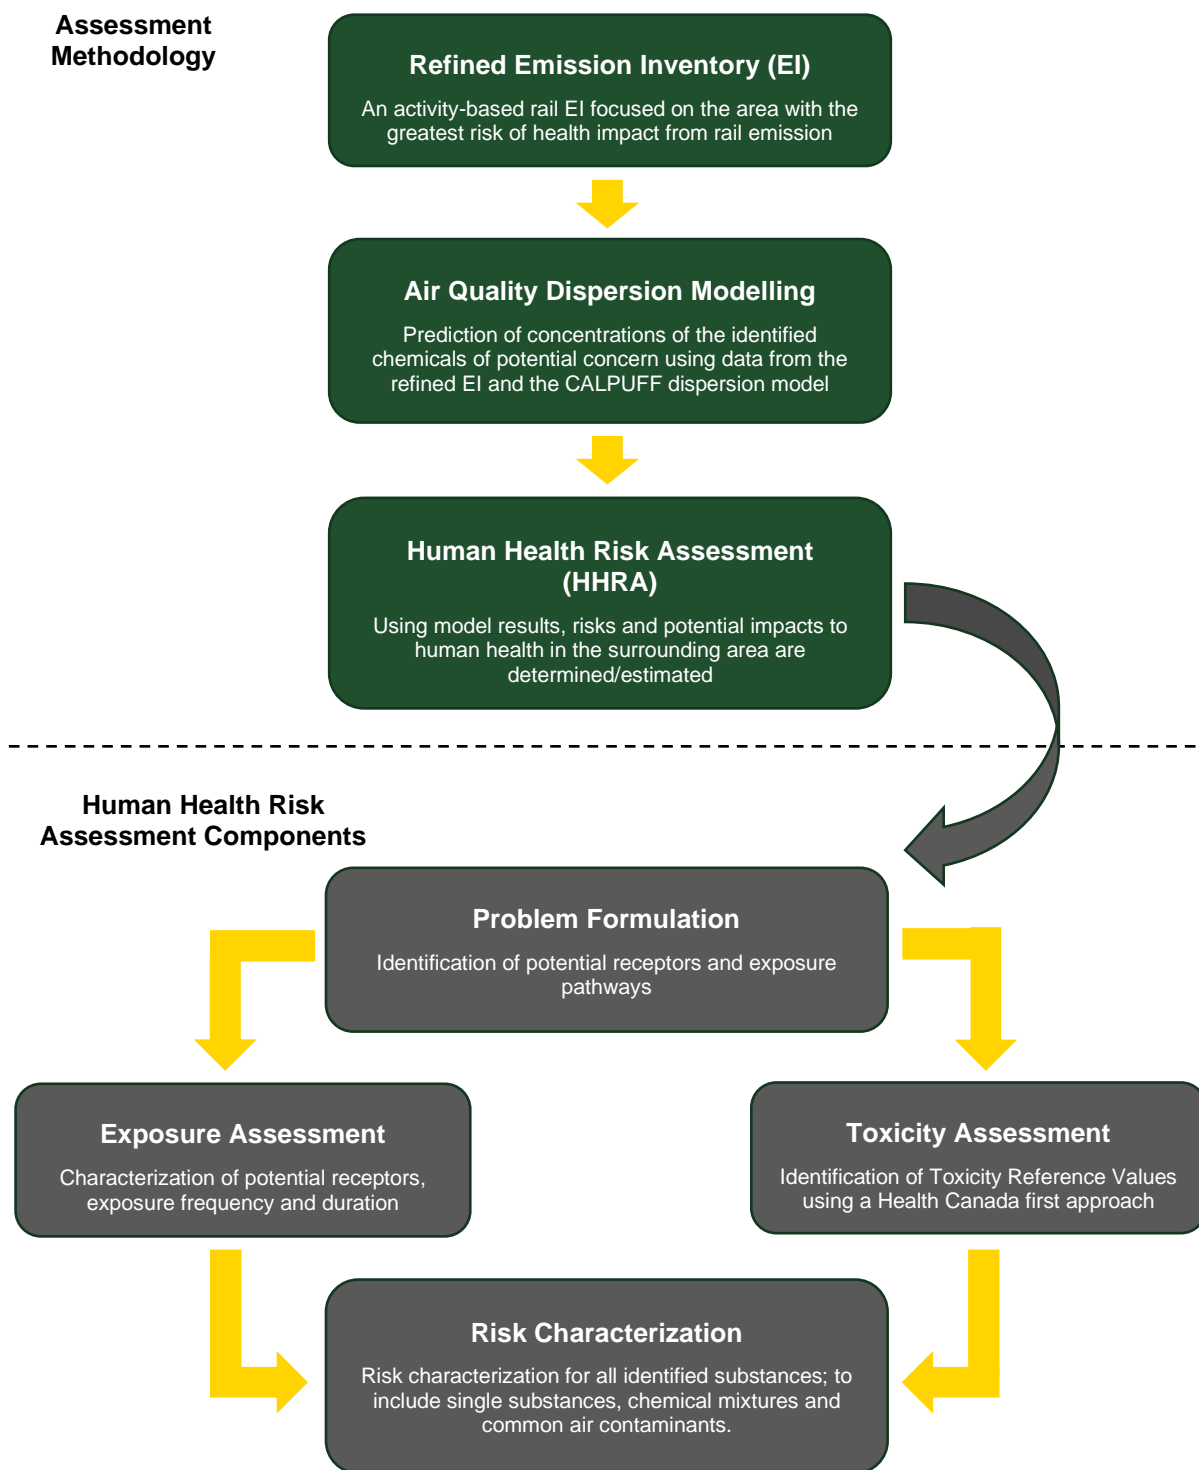 Assessment
Methodology
Refined Emission Inventory (EI)
An activity-based rail EI focused on the area with the
greatest risk of health impact from rail emission
Air Quality Dispersion Modelling
Prediction of concentrations of the identified
chemicals of potential concern using data from the
refined EI and the CALPUFF dispersion model
Human Health Risk Assessment
(HHRA)
Using model results, risks and potential impacts to
human health in the surrounding area are
determined/estimated
Human Health Risk
Assessment Components
Problem Formulation
Identification of potential receptors and exposure
pathways
Exposure Assessment
Characterization of potential receptors,
exposure frequency and duration
Toxicity Assessment
Identification of Toxicity Reference Values
using a Health Canada first approach
Risk Characterization
Risk characterization for all identified substances; to
include single substances, chemical mixtures and
common air contaminants.